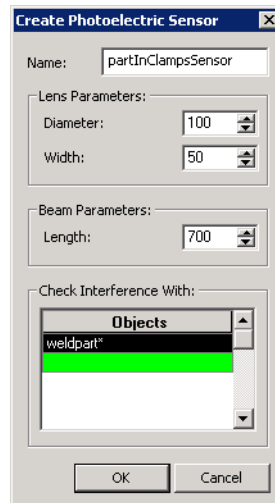 Create Photoelectric Sensor
Name: partInClampsSensor
Lens Parameters:
Diameter: 100
Width: 50
Beam Parameters:
Length: 700
Check Interference With:
Objects
weldpart*
OK Cancel